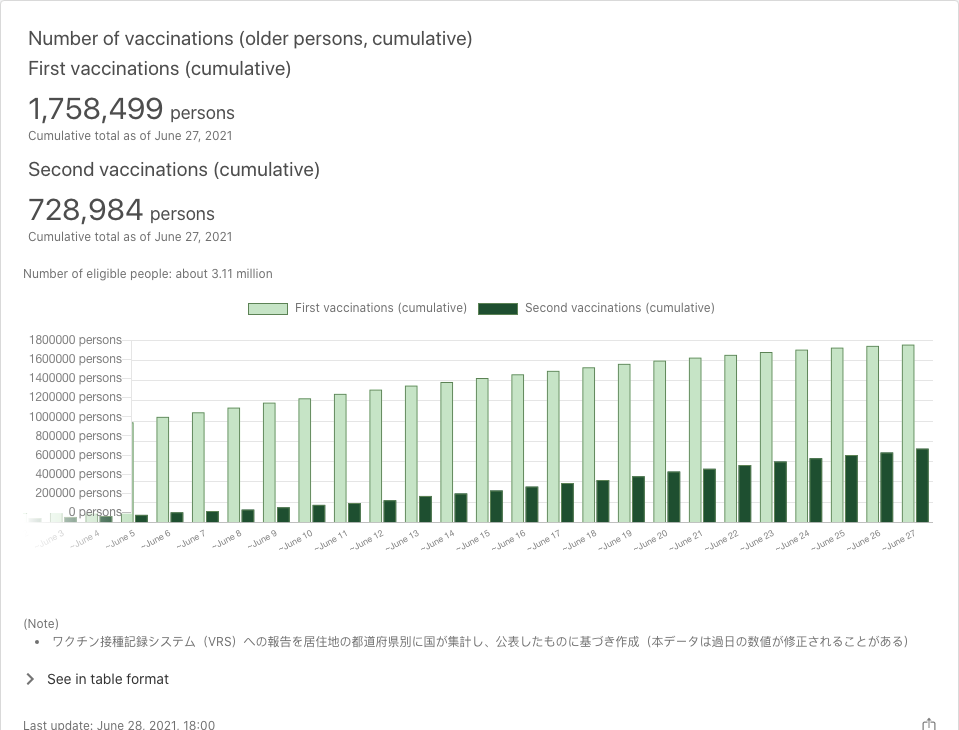 Number of vaccinations (older persons, cumulative)
First vaccinations (cumulative)
1,758,499 persons
Cumulative total as of June 27, 2021
Second vaccinations (cumulative)
728,984 persons
Cumulative total as of June 27, 2021
Number of eligible people: about 3.11 million
First vaccinations (cumulative) Second vaccinations (cumulative)
1800000 persons
1600000 persons
1400000 persons
1200000 persons
1000000 persons
800000 persons
600000 persons
400000 persons
200000 persons
0 persons
~June 3 ~June 4 ~June 5 ~June 6 ~June 7 ~June 8 ~June 9 ~June 10 ~June 11 ~June 12 ~June 13 ~June 14 ~June 15 ~June 16 ~June 17 ~June 18 ~June 19 ~June 20 ~June 21 ~June 22 ~June 23 ~June 24 ~June 25 ~June 26 ~June 27
(Note)
• ワクチン接種記録システム（VRS）への報告を居住地の都道府県別に国が集計し、公表したものに基づき作成（本データは過日の数値が修正されることがある）
See in table format
Last update: June 28, 2021, 18:00